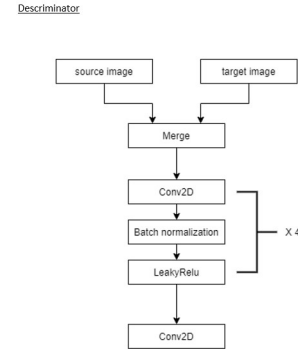 Descriminator
source image
target image
Merge
Conv2D
Batch normalization
X 4
LeakyRelu
Conv2D